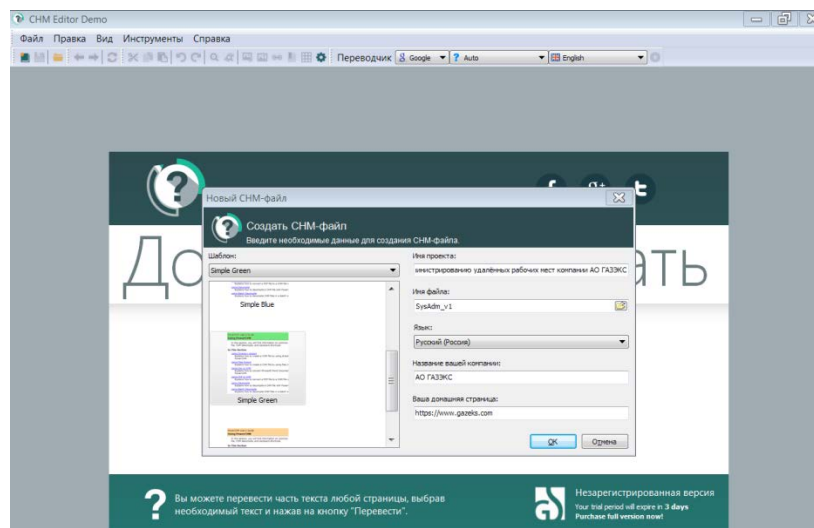 CHM Editor Demo
Файл Правка Вид Инструменты Справка
Переводчик Google Auto English
До
ать
Новый CHM-файл
Создать CHM-файл
Введите необходимые данные для создания CHM-файла.
Шаблон:
Simple Green
Simple Blue
Simple Green
Имя проекта:
инистрированию удалённых рабочих мест компании АО ГАЗЭКС
Имя файла:
SysAdm_v1
Язык:
Русский (Россия)
Название вашей компании:
АО ГАЗЭКС
Ваша домашняя страница:
https://www.gazeks.com
OK Отмена
Вы можете перевести часть текста любой страницы, выбрав
необходимый текст и нажав на кнопку "Перевести".
Незарегистрированная версия
Your trial period will expire in 3 days
Purchase full version now!